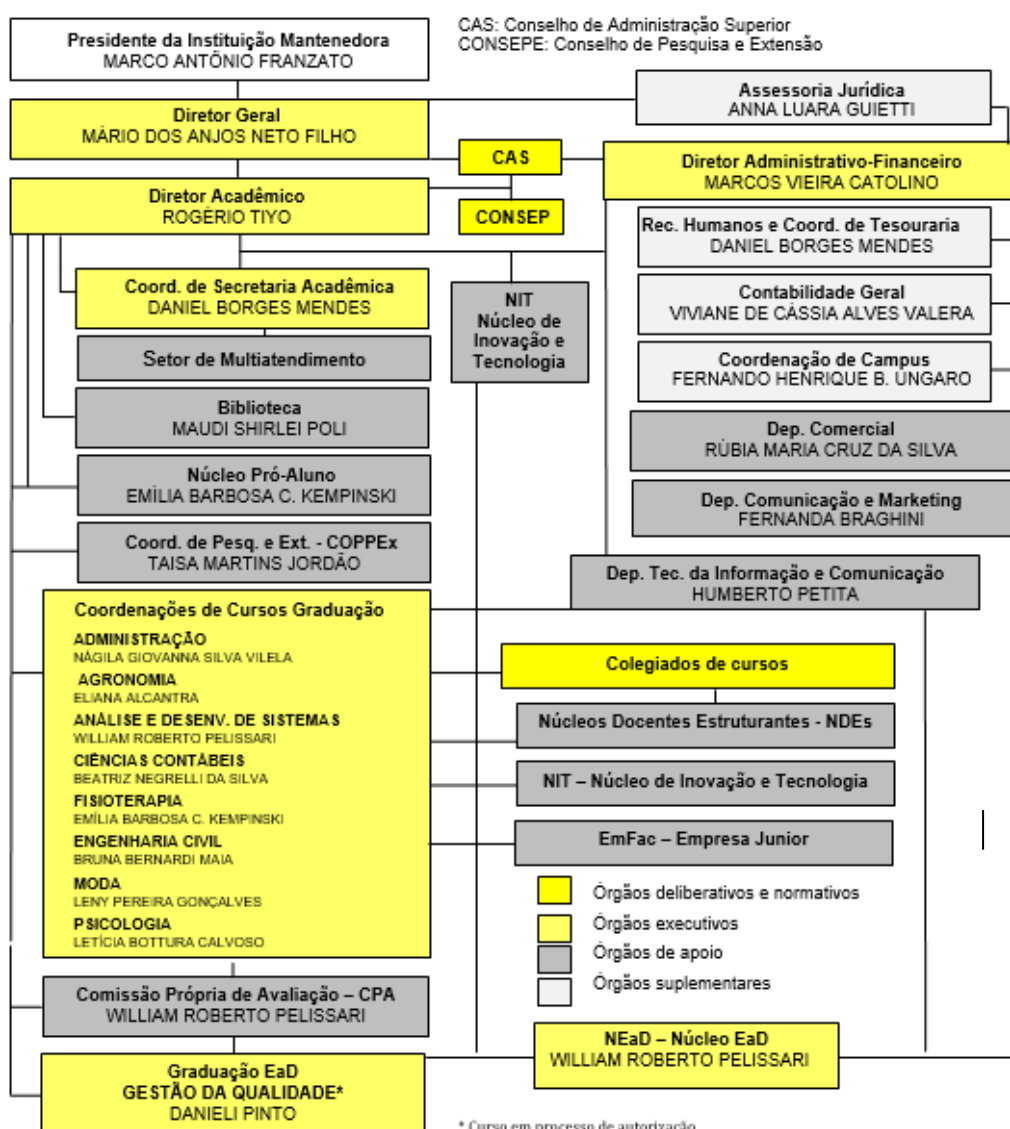 Presidente da Instituição Mantenedora
MARCO ANTÔNIO FRANZATO
CAS: Conselho de Administração Superior
CONSEPE: Conselho de Pesquisa e Extensão
Assessoria Jurídica
ANNA LUARA GUIETTI
Diretor Geral
MÁRIO DOS ANJOS NETO FILHO
CAS
Diretor Administrativo-Financeiro
MARCOS VIEIRA CATOLINO
Diretor Acadêmico
ROGÉRIO TIYO
CONSEP
Rec. Humanos e Coord. de Tesouraria
DANIEL BORGES MENDES
Coord. de Secretaria Acadêmica
DANIEL BORGES MENDES
NIT
Núcleo de
Inovação e
Tecnologia
Contabilidade Geral
VIVIANE DE CÁSSIA ALVES VALERA
Setor de Multiatendimento
Coordenação de Campus
FERNANDO HENRIQUE B. UNGARO
Biblioteca
MAUDI SHIRLEI POLI
Dep. Comercial
RÚBIA MARIA CRUZ DA SILVA
Núcleo Pró-Aluno
EMÍLIA BARBOSA C. KEMPINSKI
Dep. Comunicação e Marketing
FERNANDA BRAGHINI
Coord. de Pesq. e Ext. - COPPEx
TAISA MARTINS JORDÃO
Dep. Tec. da Informação e Comunicação
HUMBERTO PETITA
Coordenações de Cursos Graduação
ADMINISTRAÇÃO
NÁGILA GIOVANNA SILVA VILELA
AGRONOMIA
ELIANA ALCANTRA
ANÁLISE E DESENV. DE SISTEMAS
WILLIAM ROBERTO PELISSARI
CIÊNCIAS CONTÁBEIS
BEATRIZ NEGRELLI DA SILVA
FISIOTERAPIA
EMÍLIA BARBOSA C. KEMPINSKI
ENGENHARIA CIVIL
BRUNA BERNARDI MAIA
MODA
LENY PEREIRA GONÇALVES
PSICOLOGIA
LETÍCIA BOTTURA CALVOSO
Colegiados de cursos
Núcleos Docentes Estruturantes - NDEs
NIT – Núcleo de Inovação e Tecnologia
EmFac – Empresa Junior
Órgãos deliberativos e normativos
Órgãos executivos
Órgãos de apoio
Órgãos suplementares
Comissão Própria de Avaliação – CPA
WILLIAM ROBERTO PELISSARI
NEaD – Núcleo EaD
WILLIAM ROBERTO PELISSARI
Graduação EaD
GESTÃO DA QUALIDADE*
DANIELI PINTO
* Curso em processo de autorização